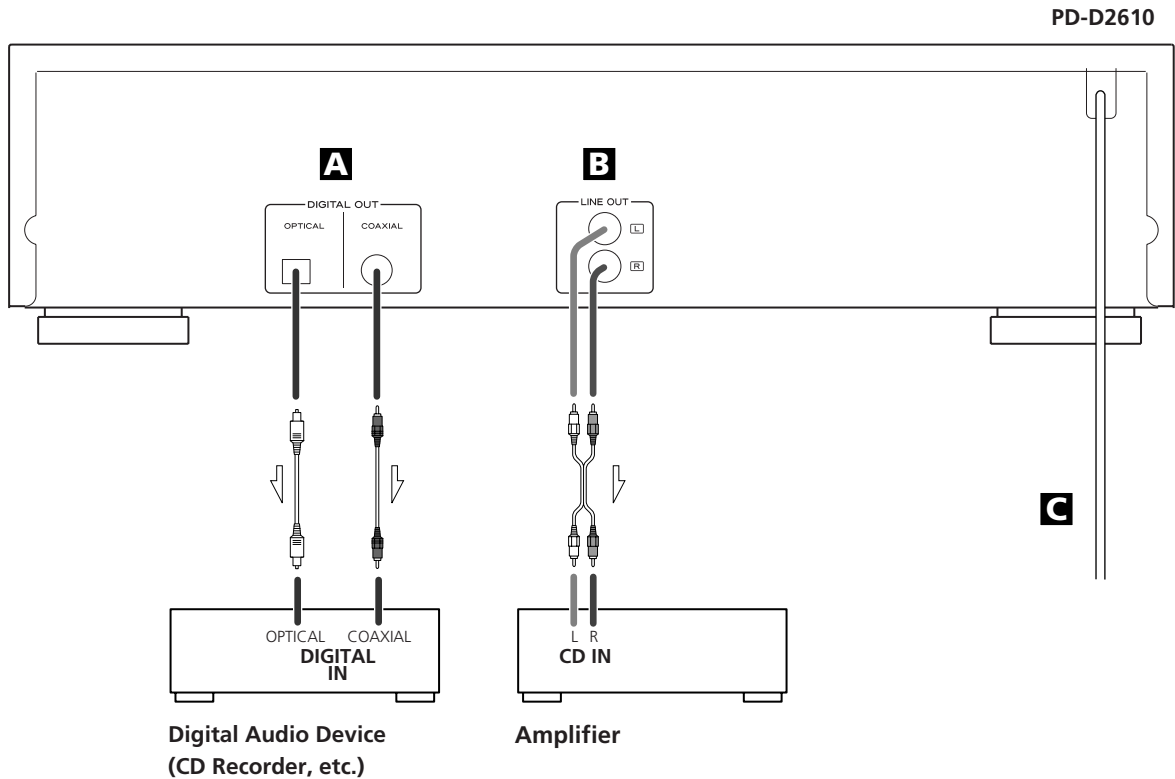 PD-D2610
A
B
DIGITAL OUT
OPTICAL
COAXIAL
LINE OUT
L
R
C
OPTICAL COAXIAL
DIGITAL
IN
L R
CD IN
Digital Audio Device
(CD Recorder, etc.)
Amplifier